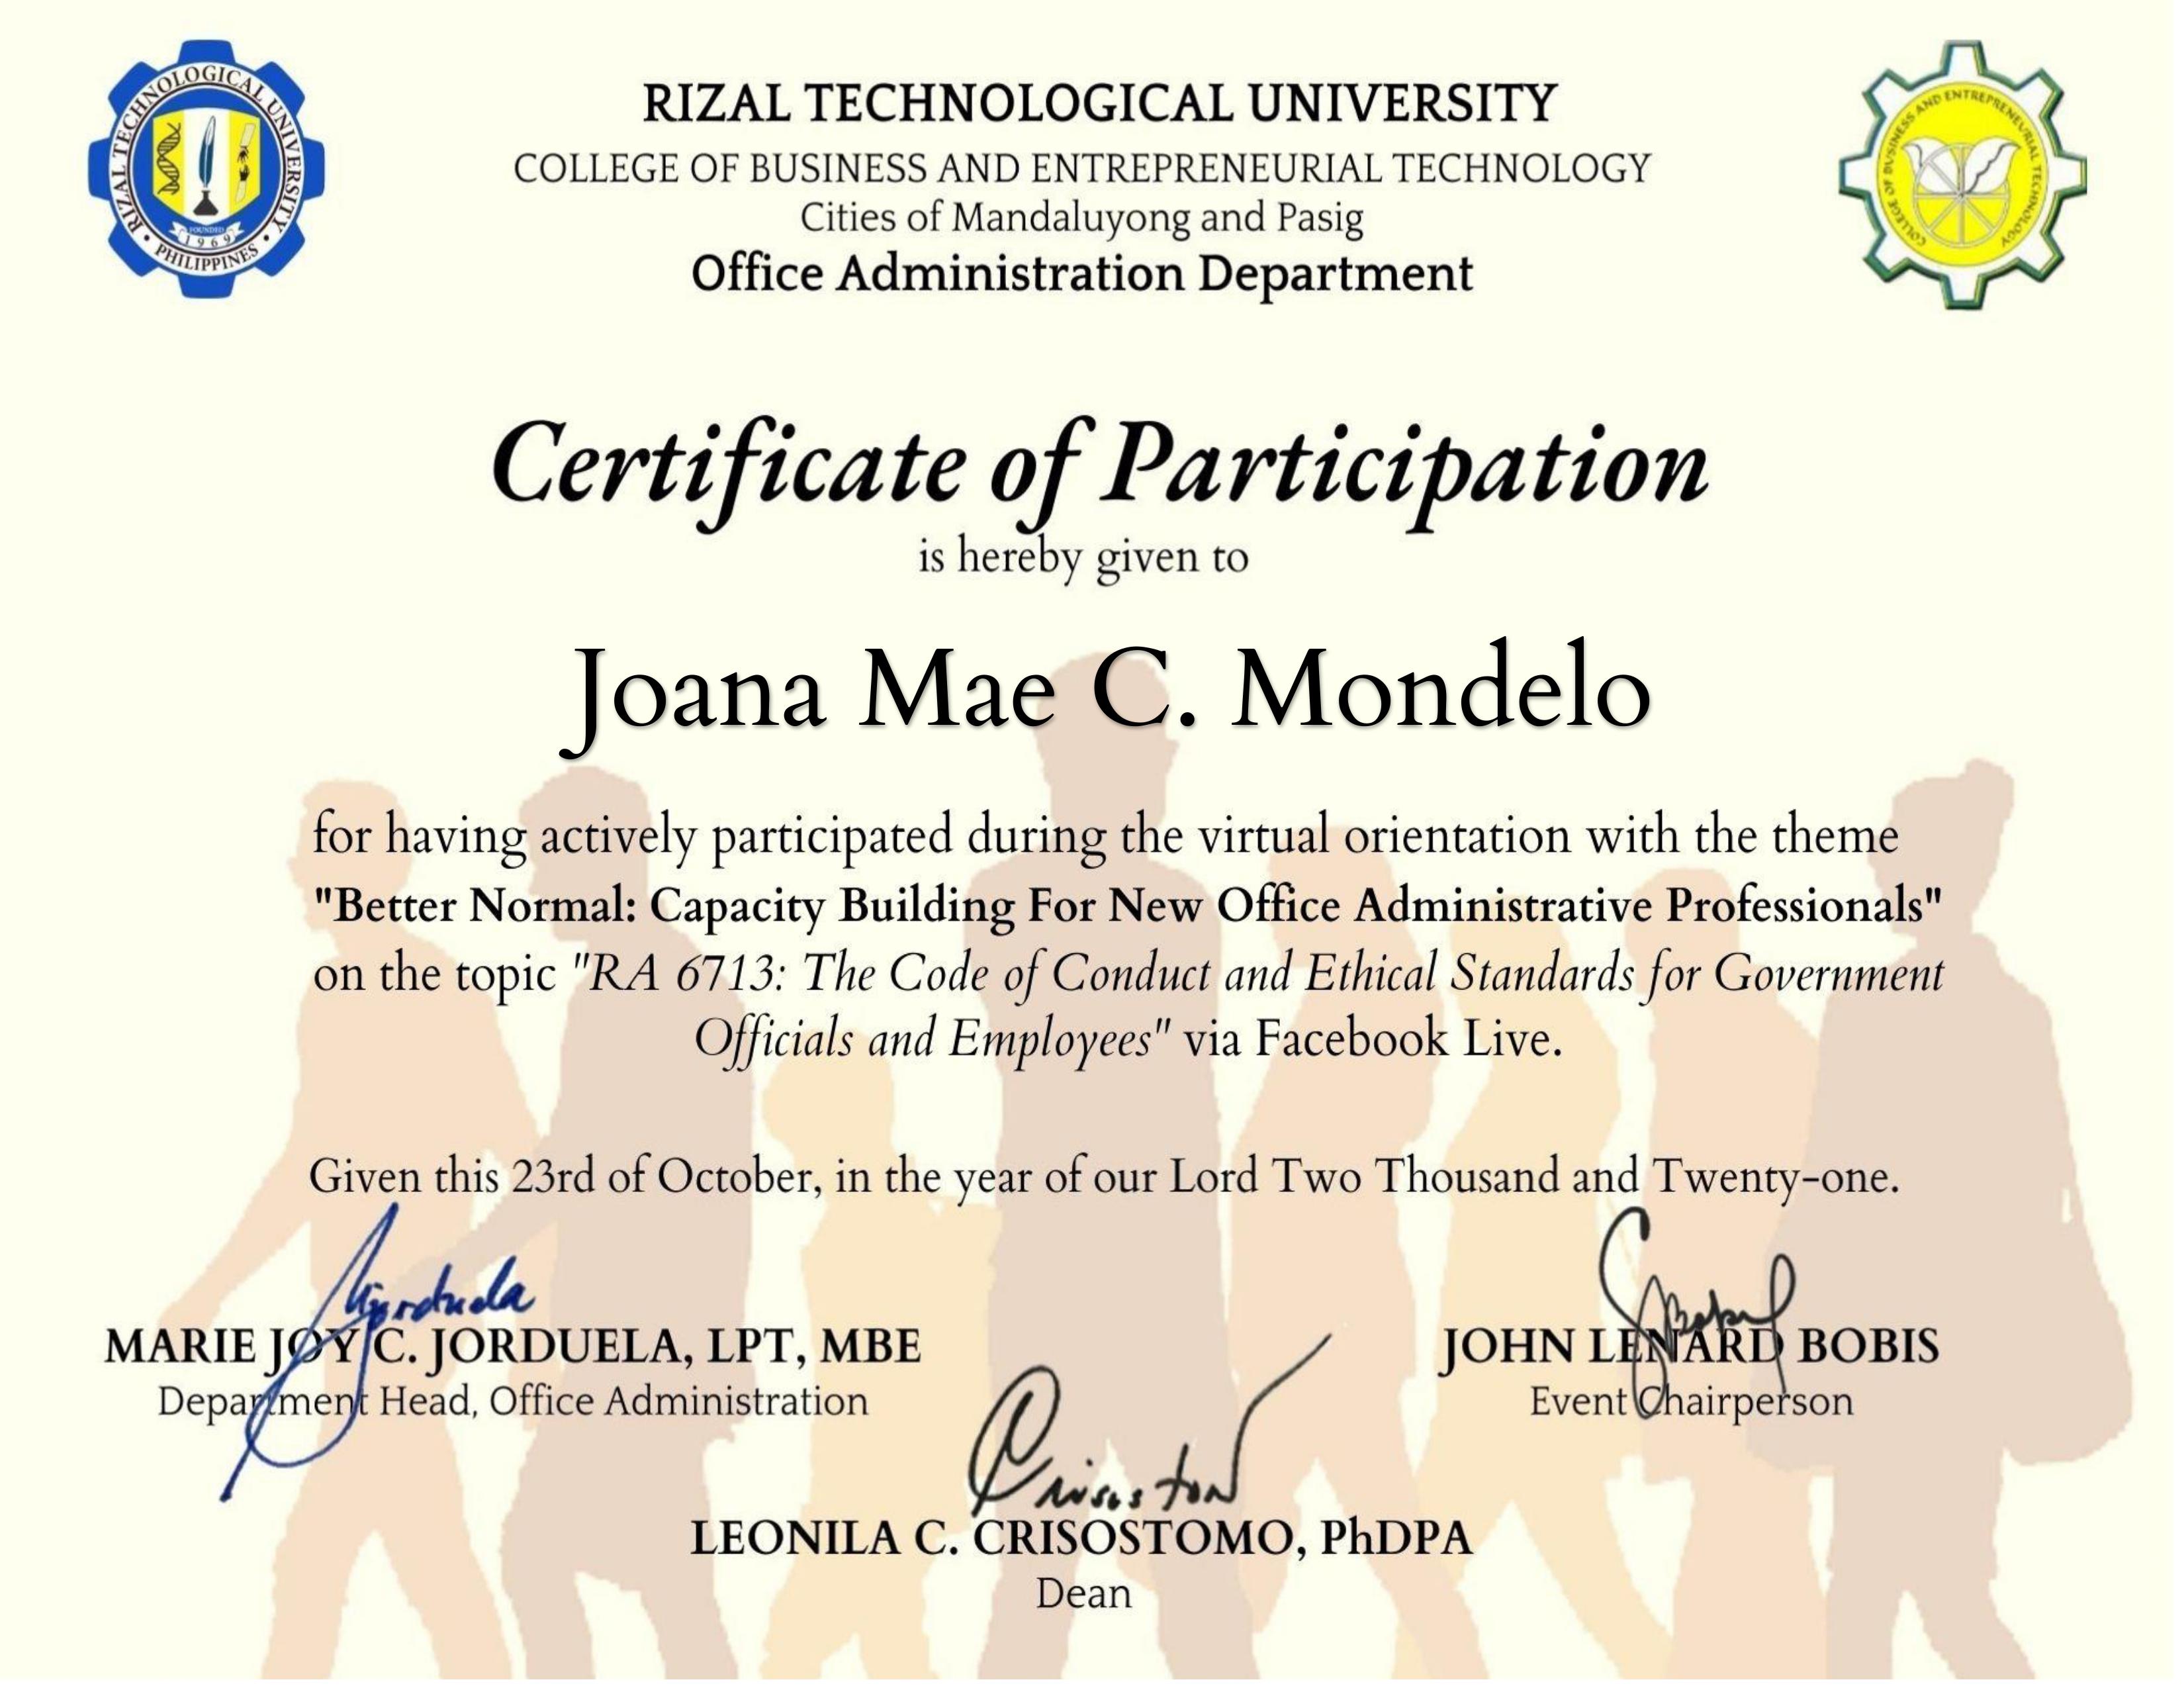 RIZAL TECHNOLOGICAL UNIVERSITY
PHILIPPINES
FOUNDED
1969
RIZAL TECHNOLOGICAL UNIVERSITY
COLLEGE OF BUSINESS AND ENTREPRENEURIAL TECHNOLOGY
Cities of Mandaluyong and Pasig
Office Administration Department
COLLEGE OF BUSINESS AND ENTREPRENEURIAL TECHNOLOGY
Certificate of Participation
is hereby given to
Joana Mae C. Mondelo
for having actively participated during the virtual orientation with the theme
"Better Normal: Capacity Building For New Office Administrative Professionals"
on the topic "RA 6713: The Code of Conduct and Ethical Standards for Government
Officials and Employees" via Facebook Live.
Given this 23rd of October, in the year of our Lord Two Thousand and Twenty-one.
MARIE JOY C. JORDUELA, LPT, MBE
Department Head, Office Administration
JOHN LENARD BOBIS
Event Chairperson
LEONILA C. CRISOSTOMO, PhDPA
Dean